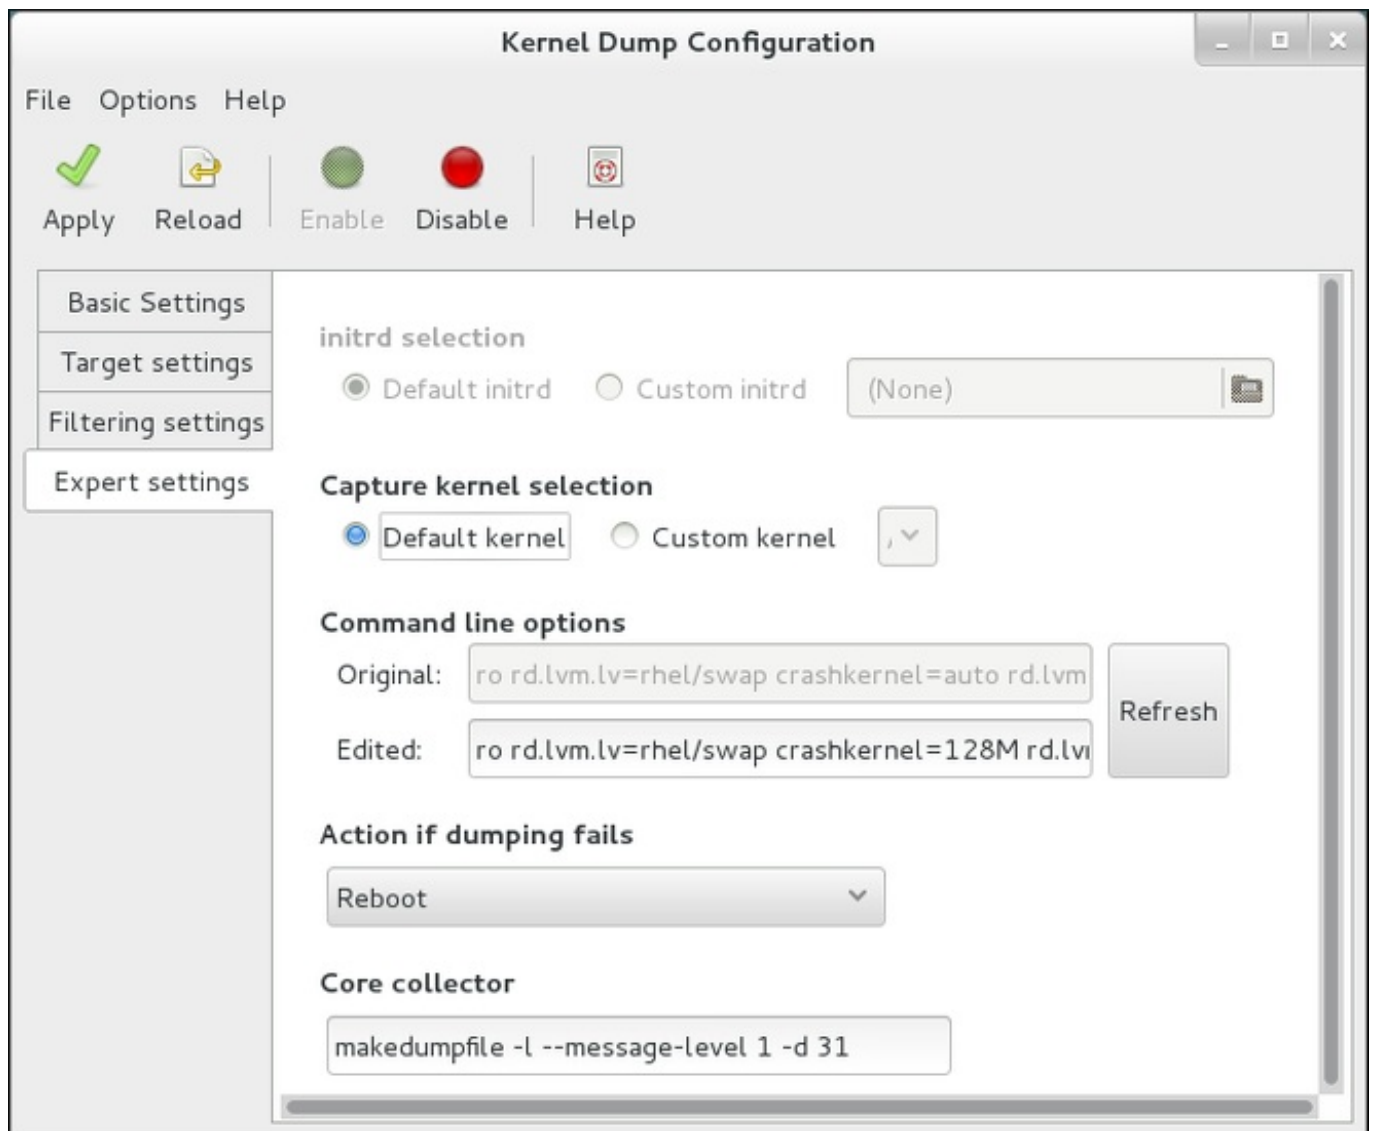 Kernel Dump Configuration
File Options Help
Apply Reload Enable Disable Help
Basic Settings
Target settings
Filtering settings
Expert settings
initrd selection
Default initrd Custom initrd (None)
Capture kernel selection
Default kernel Custom kernel
Command line options
Original: ro rd.lvm.lv=rhel/swap crashkernel=auto rd.lvm
Refresh
Edited: ro rd.lvm.lv=rhel/swap crashkernel=128M rd.lv
Action if dumping fails
Reboot
Core collector
makedumpfile -l --message-level 1 -d 31